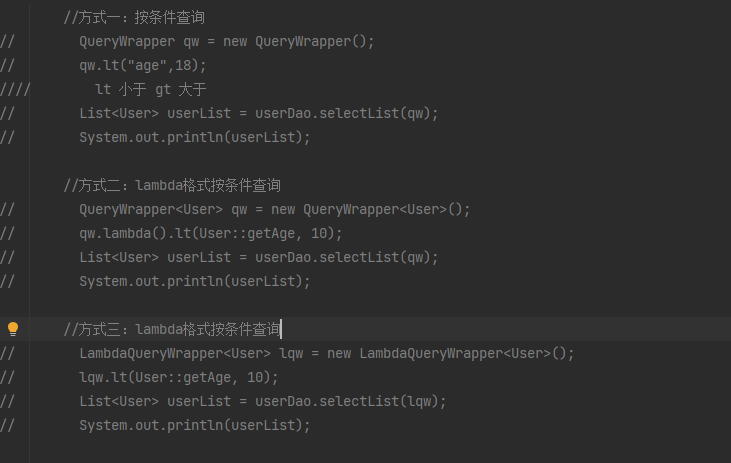 //方式一：按条件查询
//        QueryWrapper qw = new QueryWrapper();
//        qw.lt("age",18);
////        lt 小于 gt 大于
//        List<User> userList = userDao.selectList(qw);
//        System.out.println(userList);
//方式二：lambda格式按条件查询
//        QueryWrapper<User> qw = new QueryWrapper<User>();
//        qw.lambda().lt(User::getAge, 10);
//        List<User> userList = userDao.selectList(qw);
//        System.out.println(userList);
//方式三：lambda格式按条件查询
//        LambdaQueryWrapper<User> lqw = new LambdaQueryWrapper<User>();
//        lqw.lt(User::getAge, 10);
//        List<User> userList = userDao.selectList(lqw);
//        System.out.println(userList);